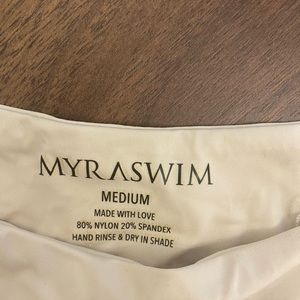 MYRASWIM
MEDIUM
MADE WITH LOVE
80% NYLON 20% SPANDEX
HAND RINSE & DRY IN SHADE